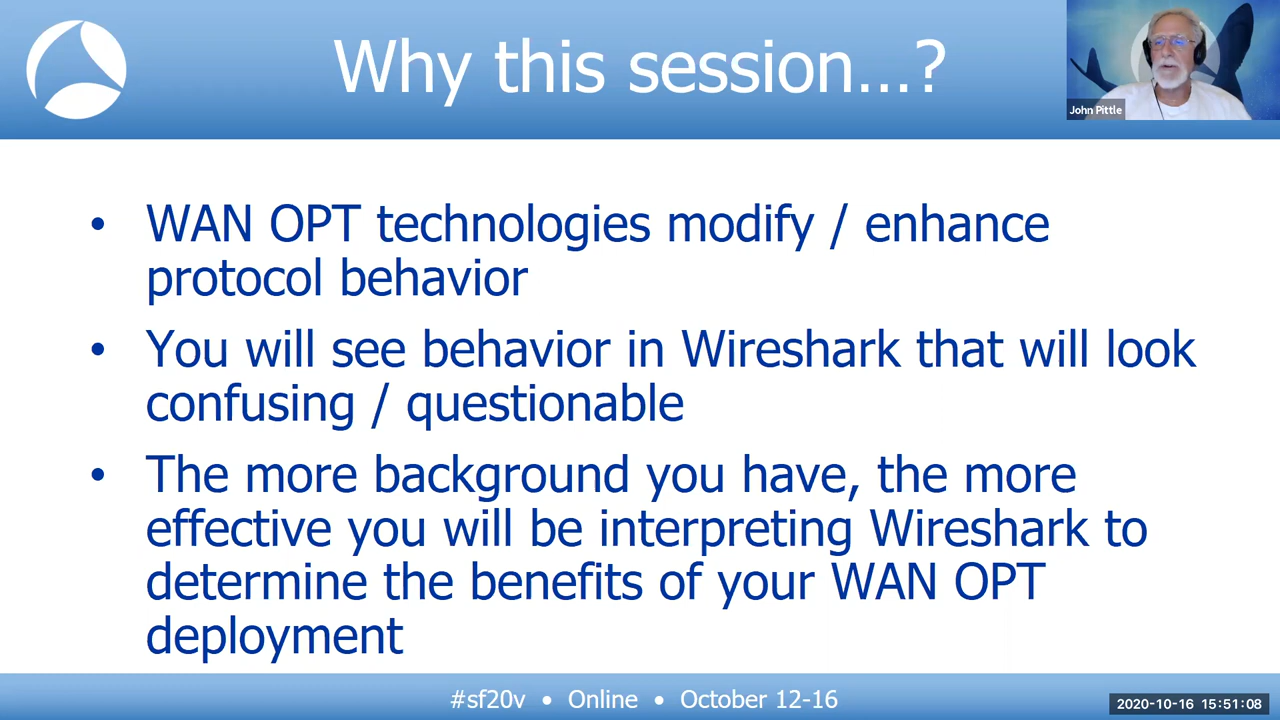 Why this session…?
John Pittle
• WAN OPT technologies modify / enhance
protocol behavior
• You will see behavior in Wireshark that will look
confusing / questionable
• The more background you have, the more
effective you will be interpreting Wireshark to
determine the benefits of your WAN OPT
deployment
#sf20v • Online • October 12-16
2020-10-16 15:51:08